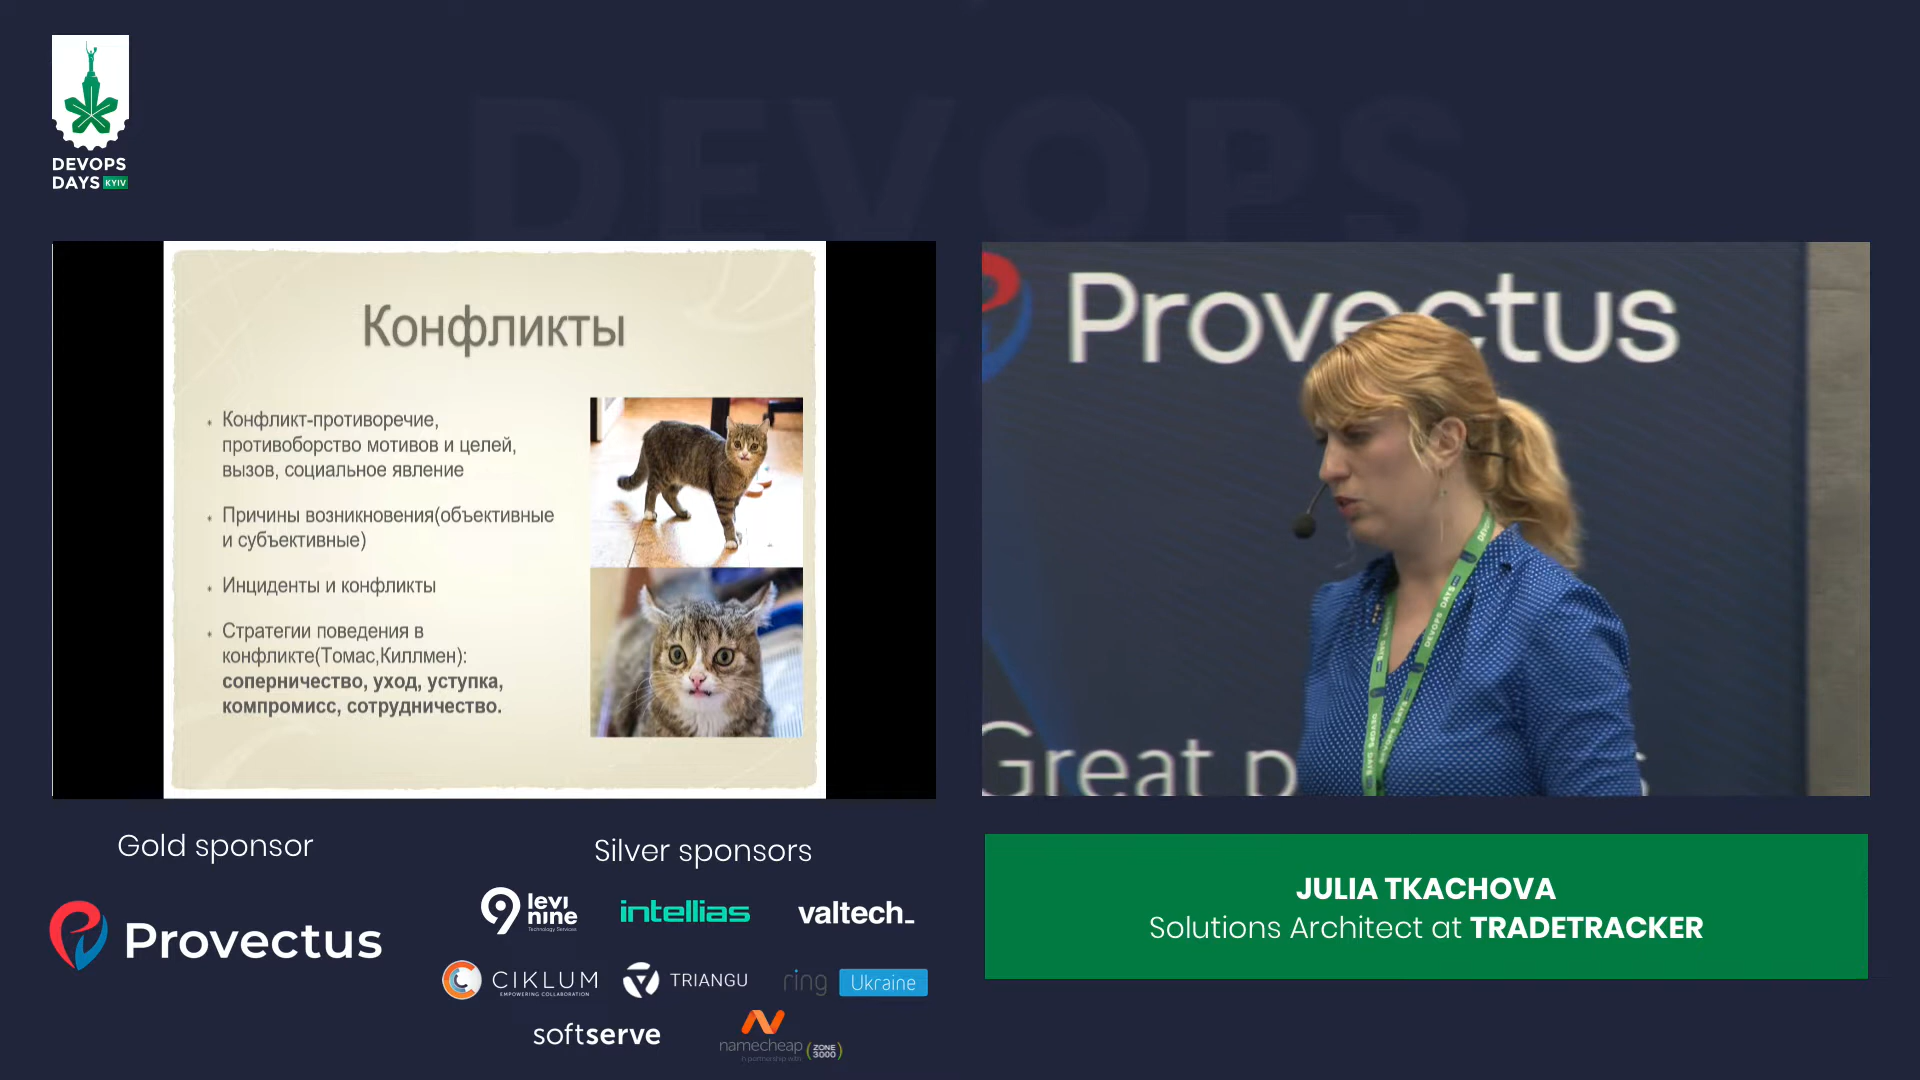 DEVOPS
DEVOPS
DAYS KYIV
Конфликты
Конфликт-противоречие,
противоборство мотивов и целей,
вызов, социальное явление
Причины возникновения(объективные
и субъективные)
Инциденты и конфликты
Стратегии поведения в
конфликте(Томас,Киллмен):
соперничество, уход, уступка,
компромисс, сотрудничество.
Provectus
Great p
s
DEVOPS DAYS
Gold sponsor
Provectus
Silver sponsors
levi
nine
Technology Services
intellias
valtech_
CIKLUM
EMPOWERING COLLABORATION
TRIANGU
ring Ukraine
softserve
namecheap
in partnership with
ZONE
3000
JULIA TKACHOVA
Solutions Architect at TRADETRACKER